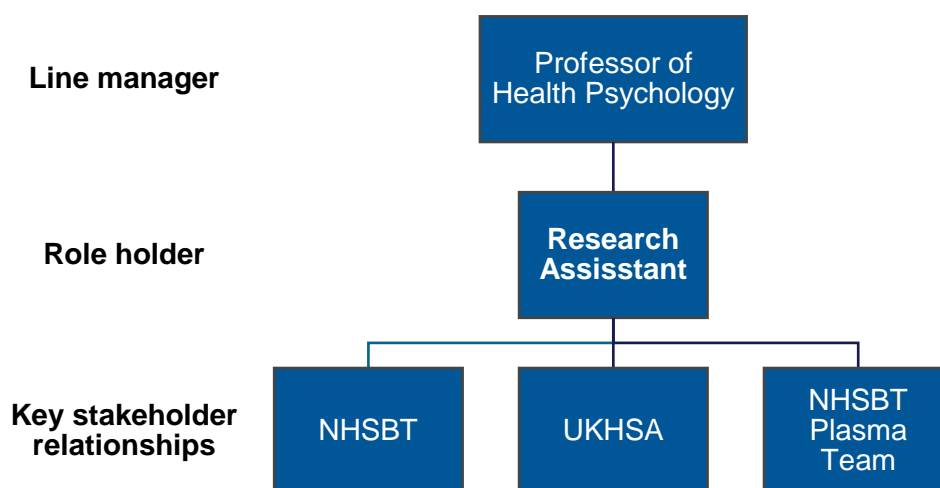 Line manager
Professor of
Health Psychology
Role holder
Research
Assisstant
Key stakeholder
relationships
NHSBT
UKHSA
NHSBT
Plasma
Team